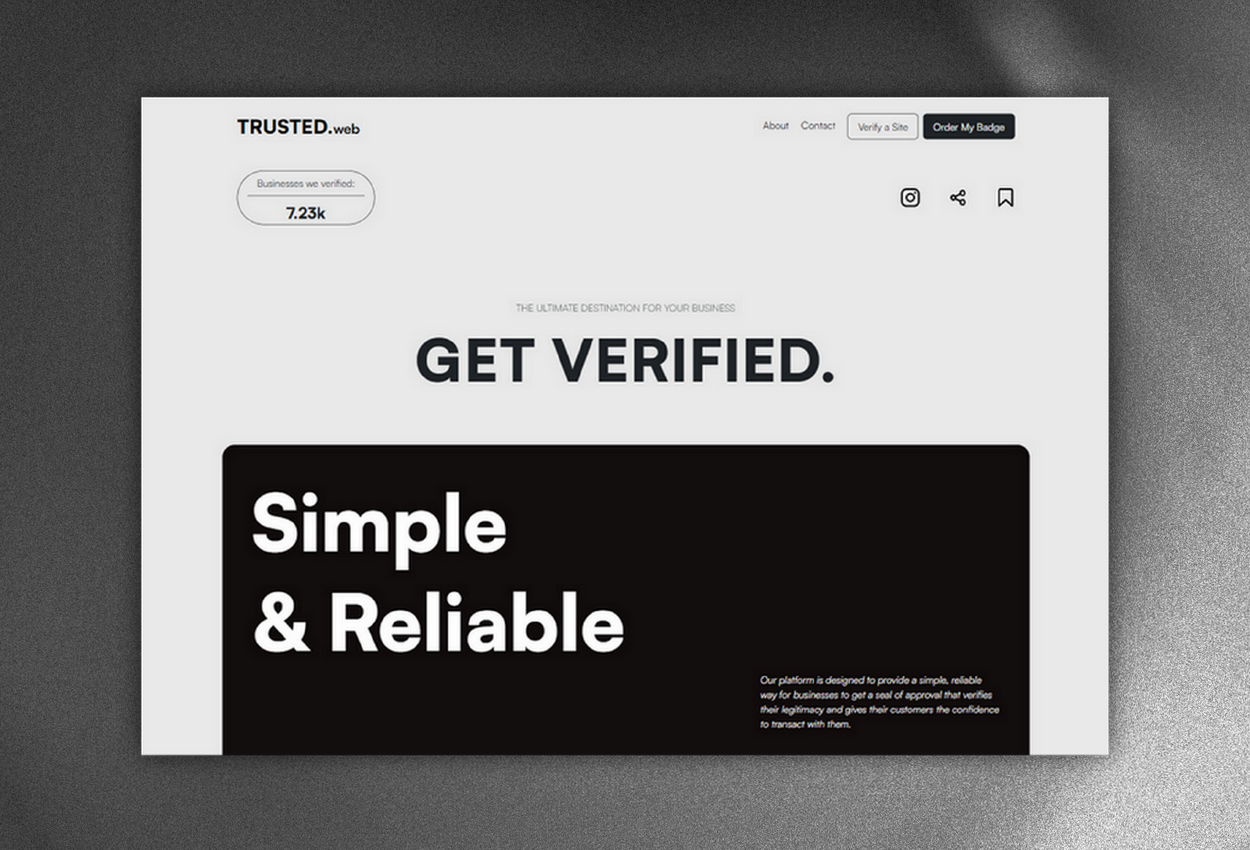 TRUSTED.web
About Contact Verify a Site Order My Badge
Businesses we verified:
7.23k
THE ULTIMATE DESTINATION FOR YOUR BUSINESS
GET VERIFIED.
Simple
& Reliable
Our platform is designed to provide a simple, reliable
way for businesses to get a seal of approval that verifies
their legitimacy and gives their customers the confidence
to transact with them.